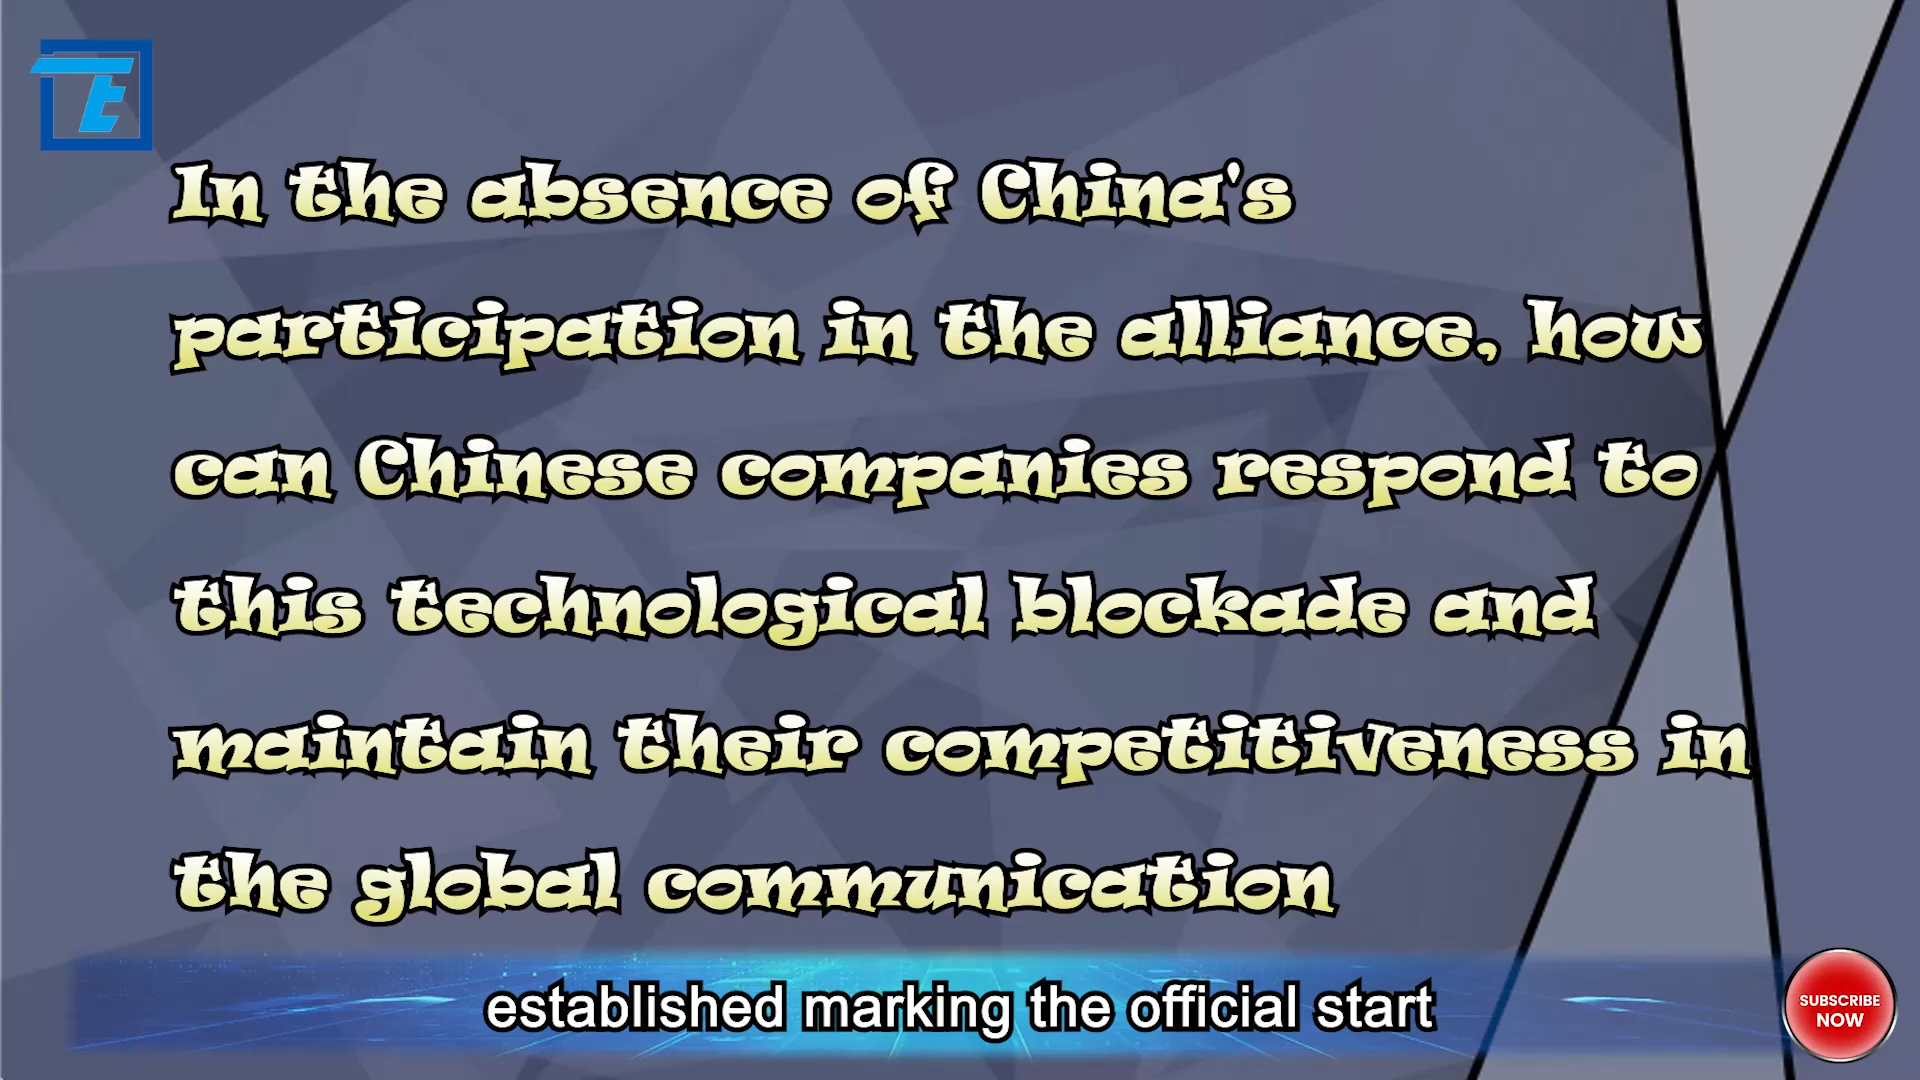 In the absence of China's
participation in the alliance, how
can Chinese companies respond to
this technological blockade and
maintain their competitiveness in
the global communication
established marking the official start
SUBSCRIBE
NOW